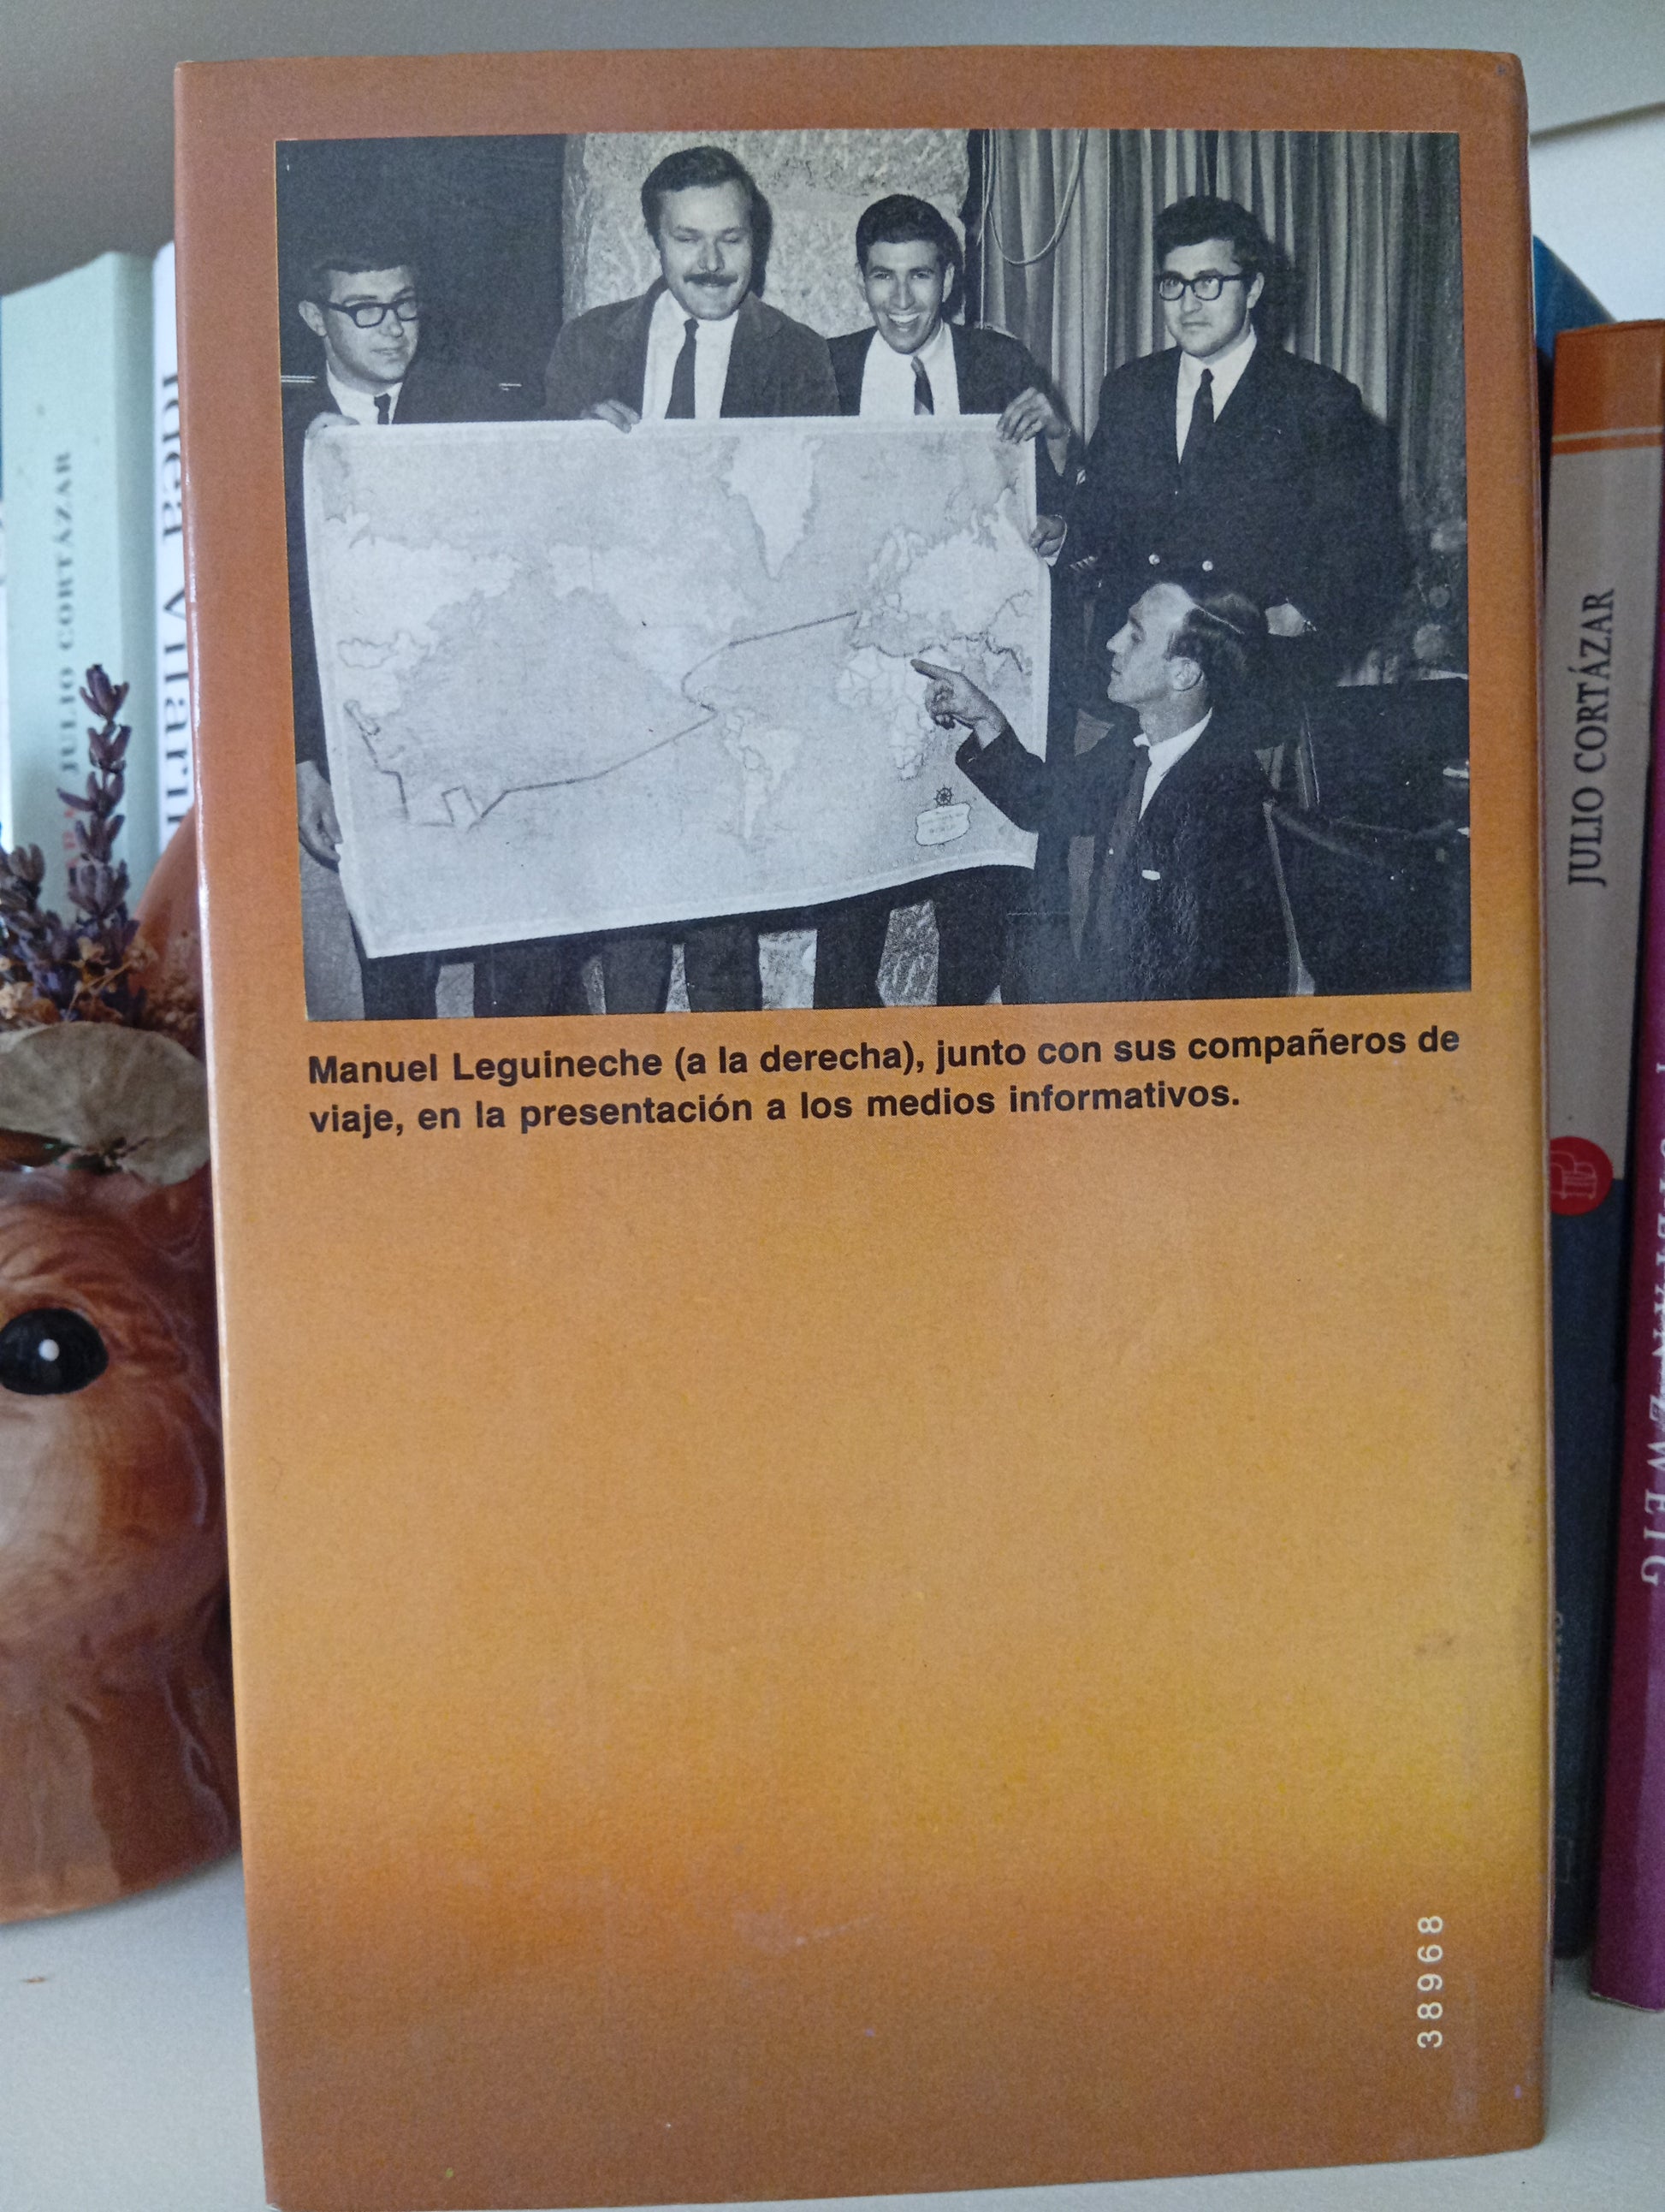 Manuel Leguineche (a la derecha), junto con sus compañeros de
viaje, en la presentación a los medios informativos.
38968
JULIO CORTÁZAR
JULIO CORTÁZAR
ZWEIG